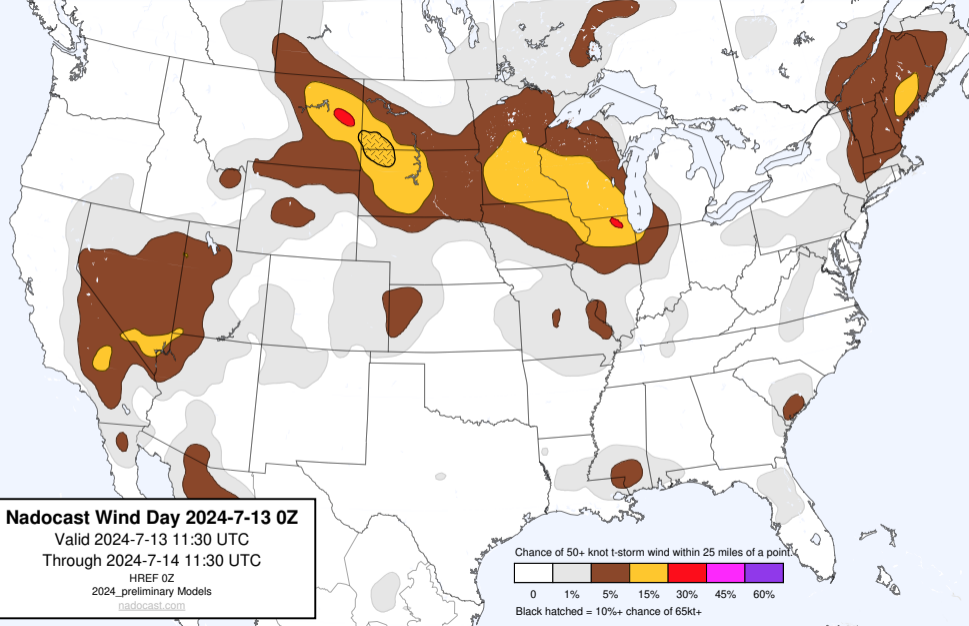 Nadocast Wind Day 2024-7-13 0Z
Valid 2024-7-13 11:30 UTC
Through 2024-7-14 11:30 UTC
HREF 0Z
2024_preliminary Models
nadocast.com
Chance of 50+ knot t-storm wind within 25 miles of a point.
0 1% 5% 15% 30% 45% 60%
Black hatched = 10%+ chance of 65kt+